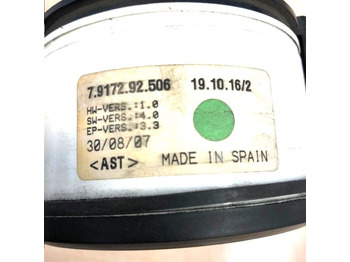 7.9172.92.506 19.10.16/2
HW-VERS.:1.0
SW-VERS.:4.0
EP-VERS.:3.3
30/08/07
<AST> MADE IN SPAIN